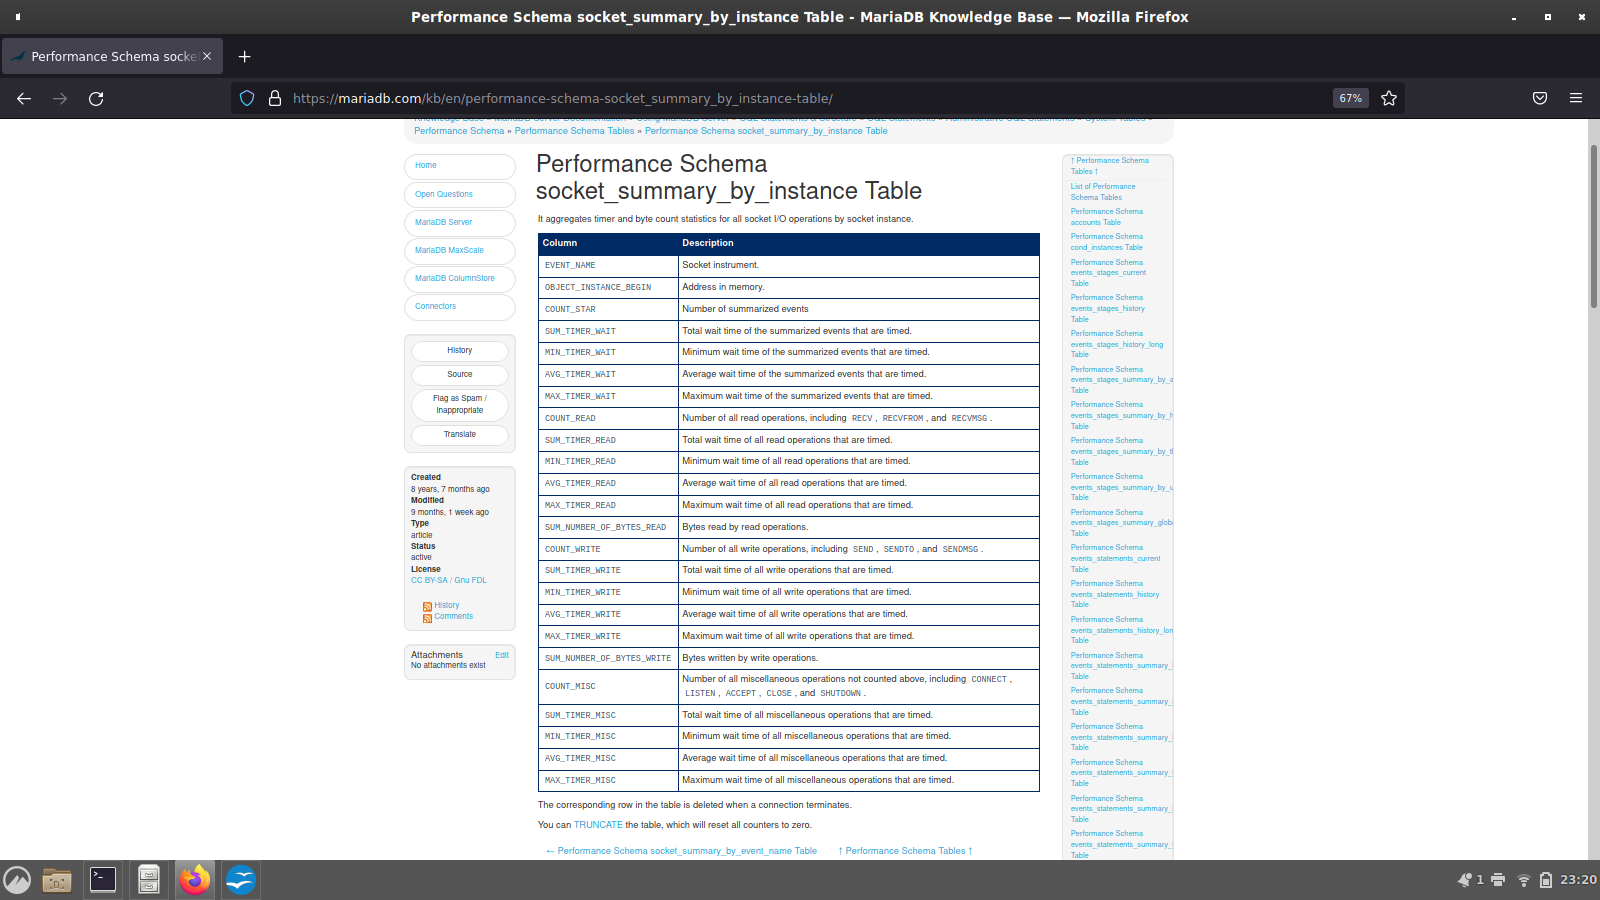 Performance Schema socket_summary_by_instance Table - MariaDB Knowledge Base — Mozilla Firefox
Performance Schema socke
https://mariadb.com/kb/en/performance-schema-socket_summary_by_instance-table/
67%
Knowledge Base » MariaDB Server Documentation » Using MariaDB Server » SQL Statements & Structure » SQL Statements » Administrative SQL Statements » System Tables »
Performance Schema » Performance Schema Tables » Performance Schema socket_summary_by_instance Table
Home
Open Questions
MariaDB Server
MariaDB MaxScale
MariaDB ColumnStore
Connectors
History
Source
Flag as Spam /
Inappropriate
Translate
Created
8 years, 7 months ago
Modified
9 months, 1 week ago
Type
article
Status
active
License
CC BY-SA / Gnu FDL
History
Comments
Attachments Edit
No attachments exist
Performance Schema
socket_summary_by_instance Table
It aggregates timer and byte count statistics for all socket I/O operations by socket instance.
Column Description
EVENT_NAME Socket instrument.
OBJECT_INSTANCE_BEGIN Address in memory.
COUNT_STAR Number of summarized events
SUM_TIMER_WAIT Total wait time of the summarized events that are timed.
MIN_TIMER_WAIT Minimum wait time of the summarized events that are timed.
AVG_TIMER_WAIT Average wait time of the summarized events that are timed.
MAX_TIMER_WAIT Maximum wait time of the summarized events that are timed.
COUNT_READ Number of all read operations, including RECV, RECVFROM, and RECVMSG.
SUM_TIMER_READ Total wait time of all read operations that are timed.
MIN_TIMER_READ Minimum wait time of all read operations that are timed.
AVG_TIMER_READ Average wait time of all read operations that are timed.
MAX_TIMER_READ Maximum wait time of all read operations that are timed.
SUM_NUMBER_OF_BYTES_READ Bytes read by read operations.
COUNT_WRITE Number of all write operations, including SEND, SENDTO, and SENDMSG.
SUM_TIMER_WRITE Total wait time of all write operations that are timed.
MIN_TIMER_WRITE Minimum wait time of all write operations that are timed.
AVG_TIMER_WRITE Average wait time of all write operations that are timed.
MAX_TIMER_WRITE Maximum wait time of all write operations that are timed.
SUM_NUMBER_OF_BYTES_WRITE Bytes written by write operations.
COUNT_MISC Number of all miscellaneous operations not counted above, including CONNECT,
LISTEN, ACCEPT, CLOSE, and SHUTDOWN.
SUM_TIMER_MISC Total wait time of all miscellaneous operations that are timed.
MIN_TIMER_MISC Minimum wait time of all miscellaneous operations that are timed.
AVG_TIMER_MISC Average wait time of all miscellaneous operations that are timed.
MAX_TIMER_MISC Maximum wait time of all miscellaneous operations that are timed.
The corresponding row in the table is deleted when a connection terminates.
You can TRUNCATE the table, which will reset all counters to zero.
← Performance Schema socket_summary_by_event_name Table ↑ Performance Schema Tables ↑
↑ Performance Schema
Tables ↑
List of Performance
Schema Tables
Performance Schema
accounts Table
Performance Schema
cond_instances Table
Performance Schema
events_stages_current
Table
Performance Schema
events_stages_history
Table
Performance Schema
events_stages_history_long
Table
Performance Schema
events_stages_summary_by_a
Table
Performance Schema
events_stages_summary_by_h
Table
Performance Schema
events_stages_summary_by_t
Table
Performance Schema
events_stages_summary_by_u
Table
Performance Schema
events_stages_summary_globa
Table
Performance Schema
events_statements_current
Table
Performance Schema
events_statements_history
Table
Performance Schema
events_statements_history_lon
Table
Performance Schema
events_statements_summary_
Table
Performance Schema
events_statements_summary_
Table
Performance Schema
events_statements_summary_
Table
Performance Schema
events_statements_summary_
Table
Performance Schema
events_statements_summary_
Table
Performance Schema
events_statements_summary_
Table
1
23:20